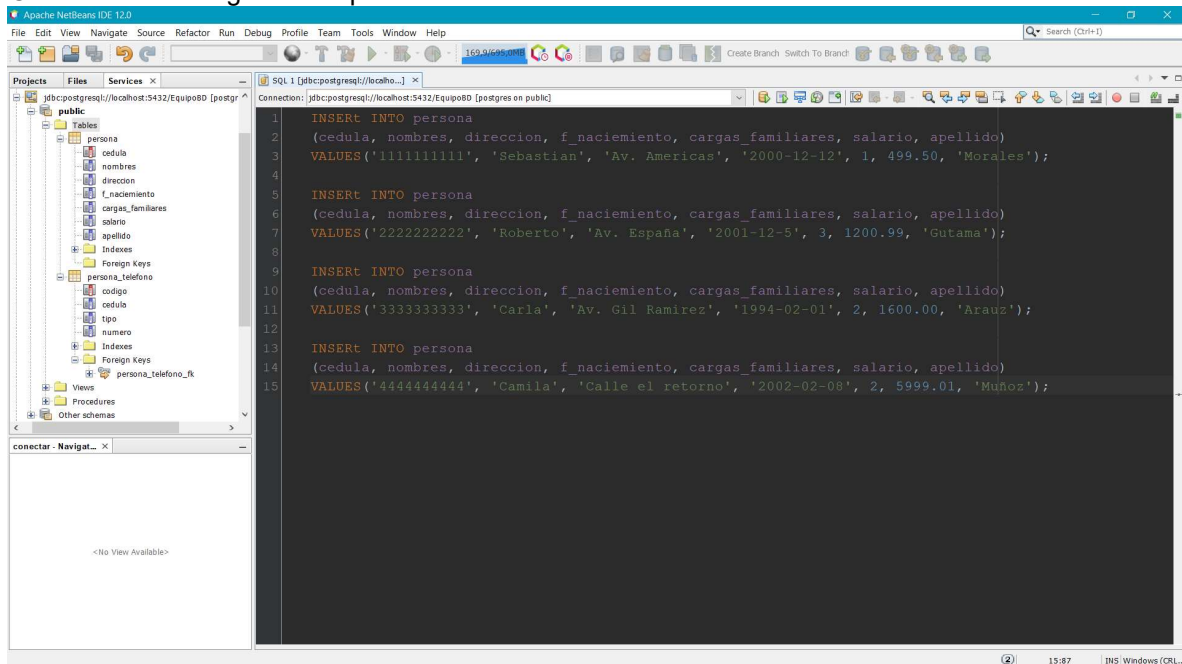 Apache NetBeans IDE 12.0
File Edit View Navigate Source Refactor Run Debug Profile Team Tools Window Help
Search (Ctrl+I)
169,9/695,0MB
Create Branch Switch To Branch
Projects Files Services
jdbc:postgresql://localhost:5432/EquipoBD [postgr
public
Tables
persona
cedula
nombres
direccion
f_naciemiento
cargas_familiares
salario
apellido
Indexes
Foreign Keys
persona_telefono
codigo
cedula
tipo
numero
Indexes
Foreign Keys
persona_telefono_fk
Views
Procedures
Other schemas
conectar - Navigat...
<No View Available>
SQL 1 [jdbc:postgresql://localho...]
Connection: jdbc:postgresql://localhost:5432/EquipoBD [postgres on public]
1 INSERt INTO persona
2 (cedula, nombres, direccion, f_naciemiento, cargas_familiares, salario, apellido)
3 VALUES('1111111111', 'Sebastian', 'Av. Americas', '2000-12-12', 1, 499.50, 'Morales');
4
5 INSERt INTO persona
6 (cedula, nombres, direccion, f_naciemiento, cargas_familiares, salario, apellido)
7 VALUES('2222222222', 'Roberto', 'Av. España', '2001-12-5', 3, 1200.99, 'Gutama');
8
9 INSERt INTO persona
10 (cedula, nombres, direccion, f_naciemiento, cargas_familiares, salario, apellido)
11 VALUES('3333333333', 'Carla', 'Av. Gil Ramirez', '1994-02-01', 2, 1600.00, 'Arauz');
12
13 INSERt INTO persona
14 (cedula, nombres, direccion, f_naciemiento, cargas_familiares, salario, apellido)
15 VALUES('4444444444', 'Camila', 'Calle el retorno', '2002-02-08', 2, 5999.01, 'Muñoz');
2 15:87 INS Windows (CRL...